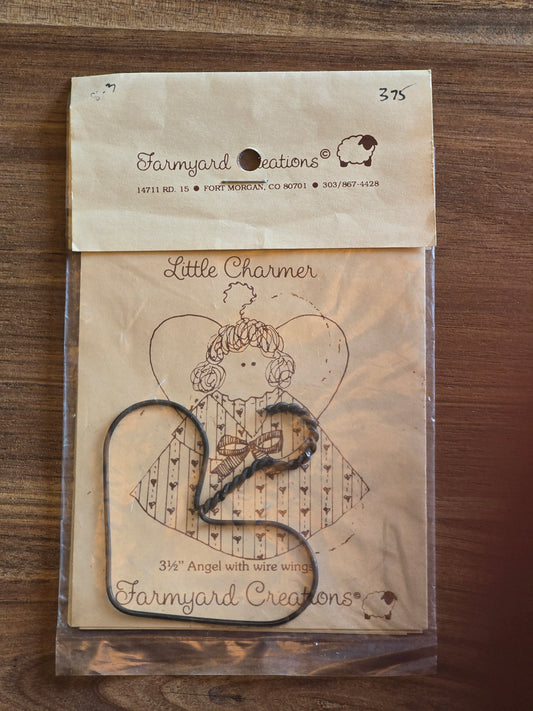 375
Farmyard Creations©
14711 RD. 15 ● FORT MORGAN, CO 80701 ● 303/867-4428
Little Charmer
3½" Angel with wire wings
Farmyard Creations©